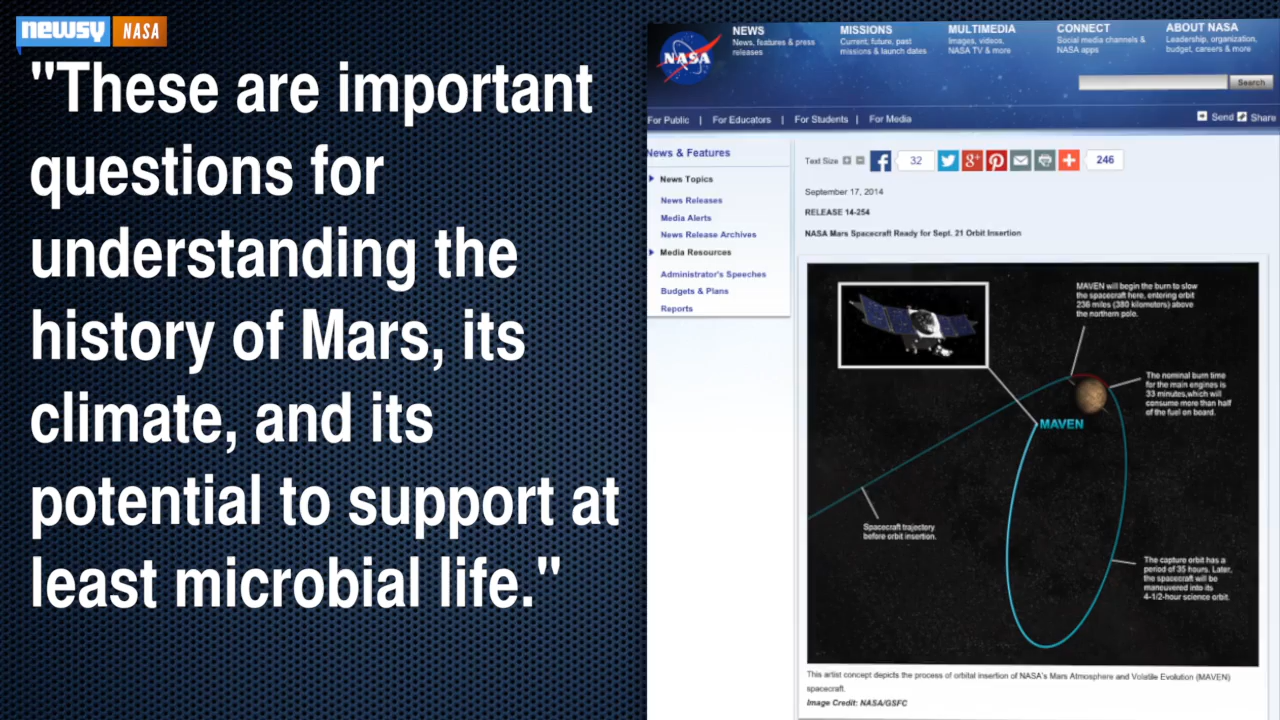 newsy NASA
"These are important
questions for
understanding the
history of Mars, its
climate, and its
potential to support at
least microbial life."
NASA
NEWS
News, features & press
releases
MISSIONS
Current, future, past
missions & launch dates
MULTIMEDIA
Images, videos,
NASA TV & more
CONNECT
Social media channels &
NASA apps
ABOUT NASA
Leadership, organization,
budget, careers & more
Search
For Public | For Educators | For Students | For Media
Send Share
News & Features
News Topics
News Releases
Media Alerts
News Release Archives
Media Resources
Administrator's Speeches
Budgets & Plans
Reports
Text Size + - f 32 g+ + 246
September 17, 2014
RELEASE 14-254
NASA Mars Spacecraft Ready for Sept. 21 Orbit Insertion
MAVEN will begin the burn to slow
the spacecraft here, entering orbit
236 miles (380 kilometers) above
the northern pole.
The nominal burn time
for the main engines is
33 minutes,which will
consume more than half
of the fuel on board.
MAVEN
Spacecraft trajectory
before orbit insertion.
The capture orbit has a
period of 35 hours. Later,
the spacecraft will be
maneuvered into its
4-1/2-hour science orbit.
This artist concept depicts the process of orbital insertion of NASA's Mars Atmosphere and Volatile Evolution (MAVEN)
spacecraft.
Image Credit: NASA/GSFC